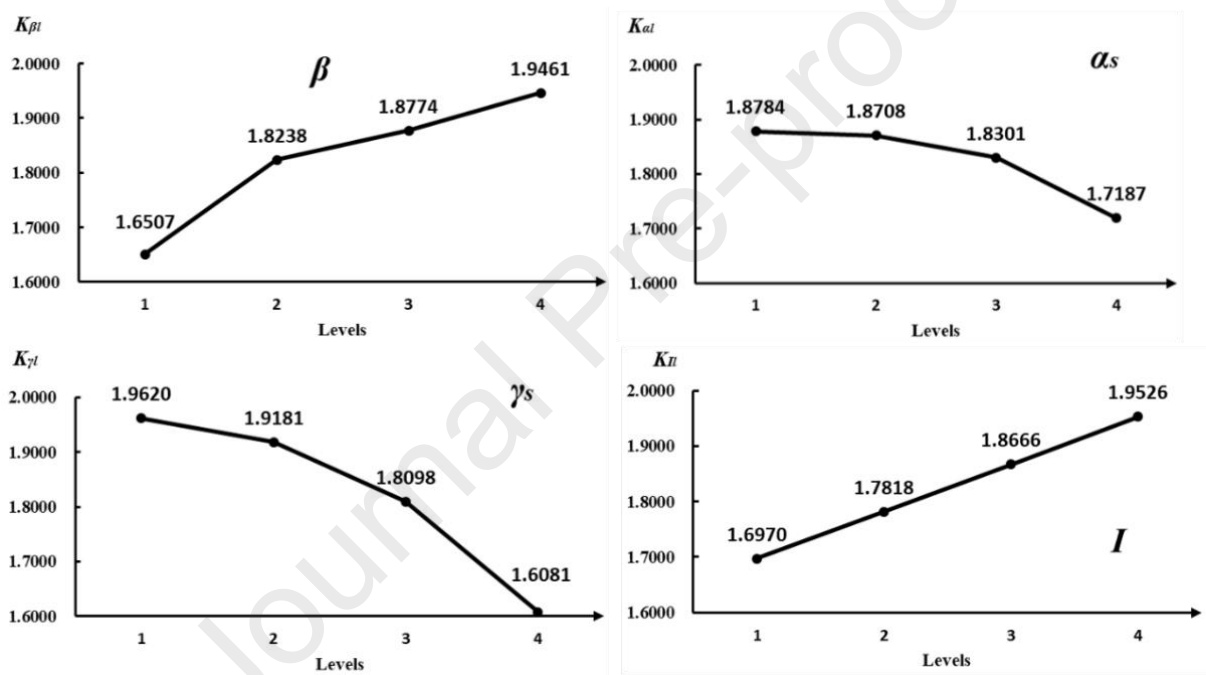 Kβl
β
2.0000
1.9000
1.8000
1.7000
1.6000
1.6507
1.8238
1.8774
1.9461
1 2 3 4
Levels
Kαl
αs
2.0000
1.9000
1.8000
1.7000
1.6000
1.8784
1.8708
1.8301
1.7187
1 2 3 4
Levels
Kγl
γs
2.0000
1.9000
1.8000
1.7000
1.6000
1.9620
1.9181
1.8098
1.6081
1 2 3 4
Levels
KIl
I
2.0000
1.9000
1.8000
1.7000
1.6000
1.6970
1.7818
1.8666
1.9526
1 2 3 4
Levels
Journal Pre-proo